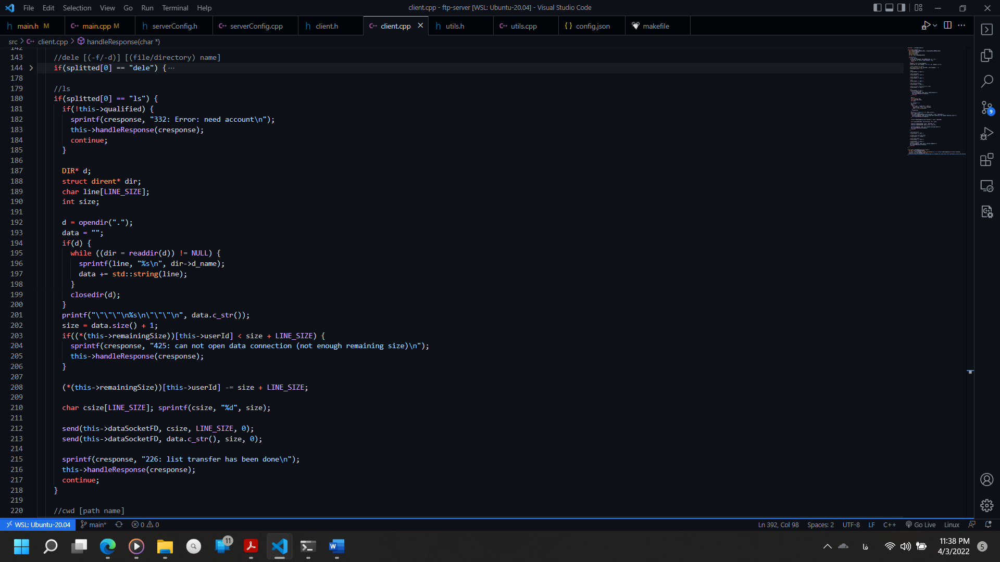 File Edit Selection View Go Run Terminal Help
client.cpp - ftp-server [WSL: Ubuntu-20.04] - Visual Studio Code
main.h M
main.cpp M
serverConfig.h
serverConfig.cpp
client.h
client.cpp
utils.h
utils.cpp
config.json
makefile
src > client.cpp > handleResponse(char *)
142
143 //dele [(-f/-d)] [(file/directory) name]
144 if(splitted[0] == "dele") { ···
178
179 //ls
180 if(splitted[0] == "ls") {
181 if(!this->qualified) {
182 sprintf(cresponse, "332: Error: need account\n");
183 this->handleResponse(cresponse);
184 continue;
185 }
186
187 DIR* d;
188 struct dirent* dir;
189 char line[LINE_SIZE];
190 int size;
191
192 d = opendir(".");
193 data = "";
194 if(d) {
195 while ((dir = readdir(d)) != NULL) {
196 sprintf(line, "%s\n", dir->d_name);
197 data += std::string(line);
198 }
199 closedir(d);
200 }
201 printf("\"\"\"\n%s\n\"\"\"\n", data.c_str());
202 size = data.size() + 1;
203 if((*(this->remainingSize))[this->userId] < size + LINE_SIZE) {
204 sprintf(cresponse, "425: can not open data connection (not enough remaining size)\n");
205 this->handleResponse(cresponse);
206 }
207
208 (*(this->remainingSize))[this->userId] -= size + LINE_SIZE;
209
210 char csize[LINE_SIZE]; sprintf(csize, "%d", size);
211
212 send(this->dataSocketFD, csize, LINE_SIZE, 0);
213 send(this->dataSocketFD, data.c_str(), size, 0);
214
215 sprintf(cresponse, "226: list transfer has been done\n");
216 this->handleResponse(cresponse);
217 continue;
218 }
219
220 //cwd [path name]
9
WSL: Ubuntu-20.04 main* 0 0
Ln 392, Col 98 Spaces: 2 UTF-8 LF C++ Go Live Linux
11
فا
11:38 PM
4/3/2022
5